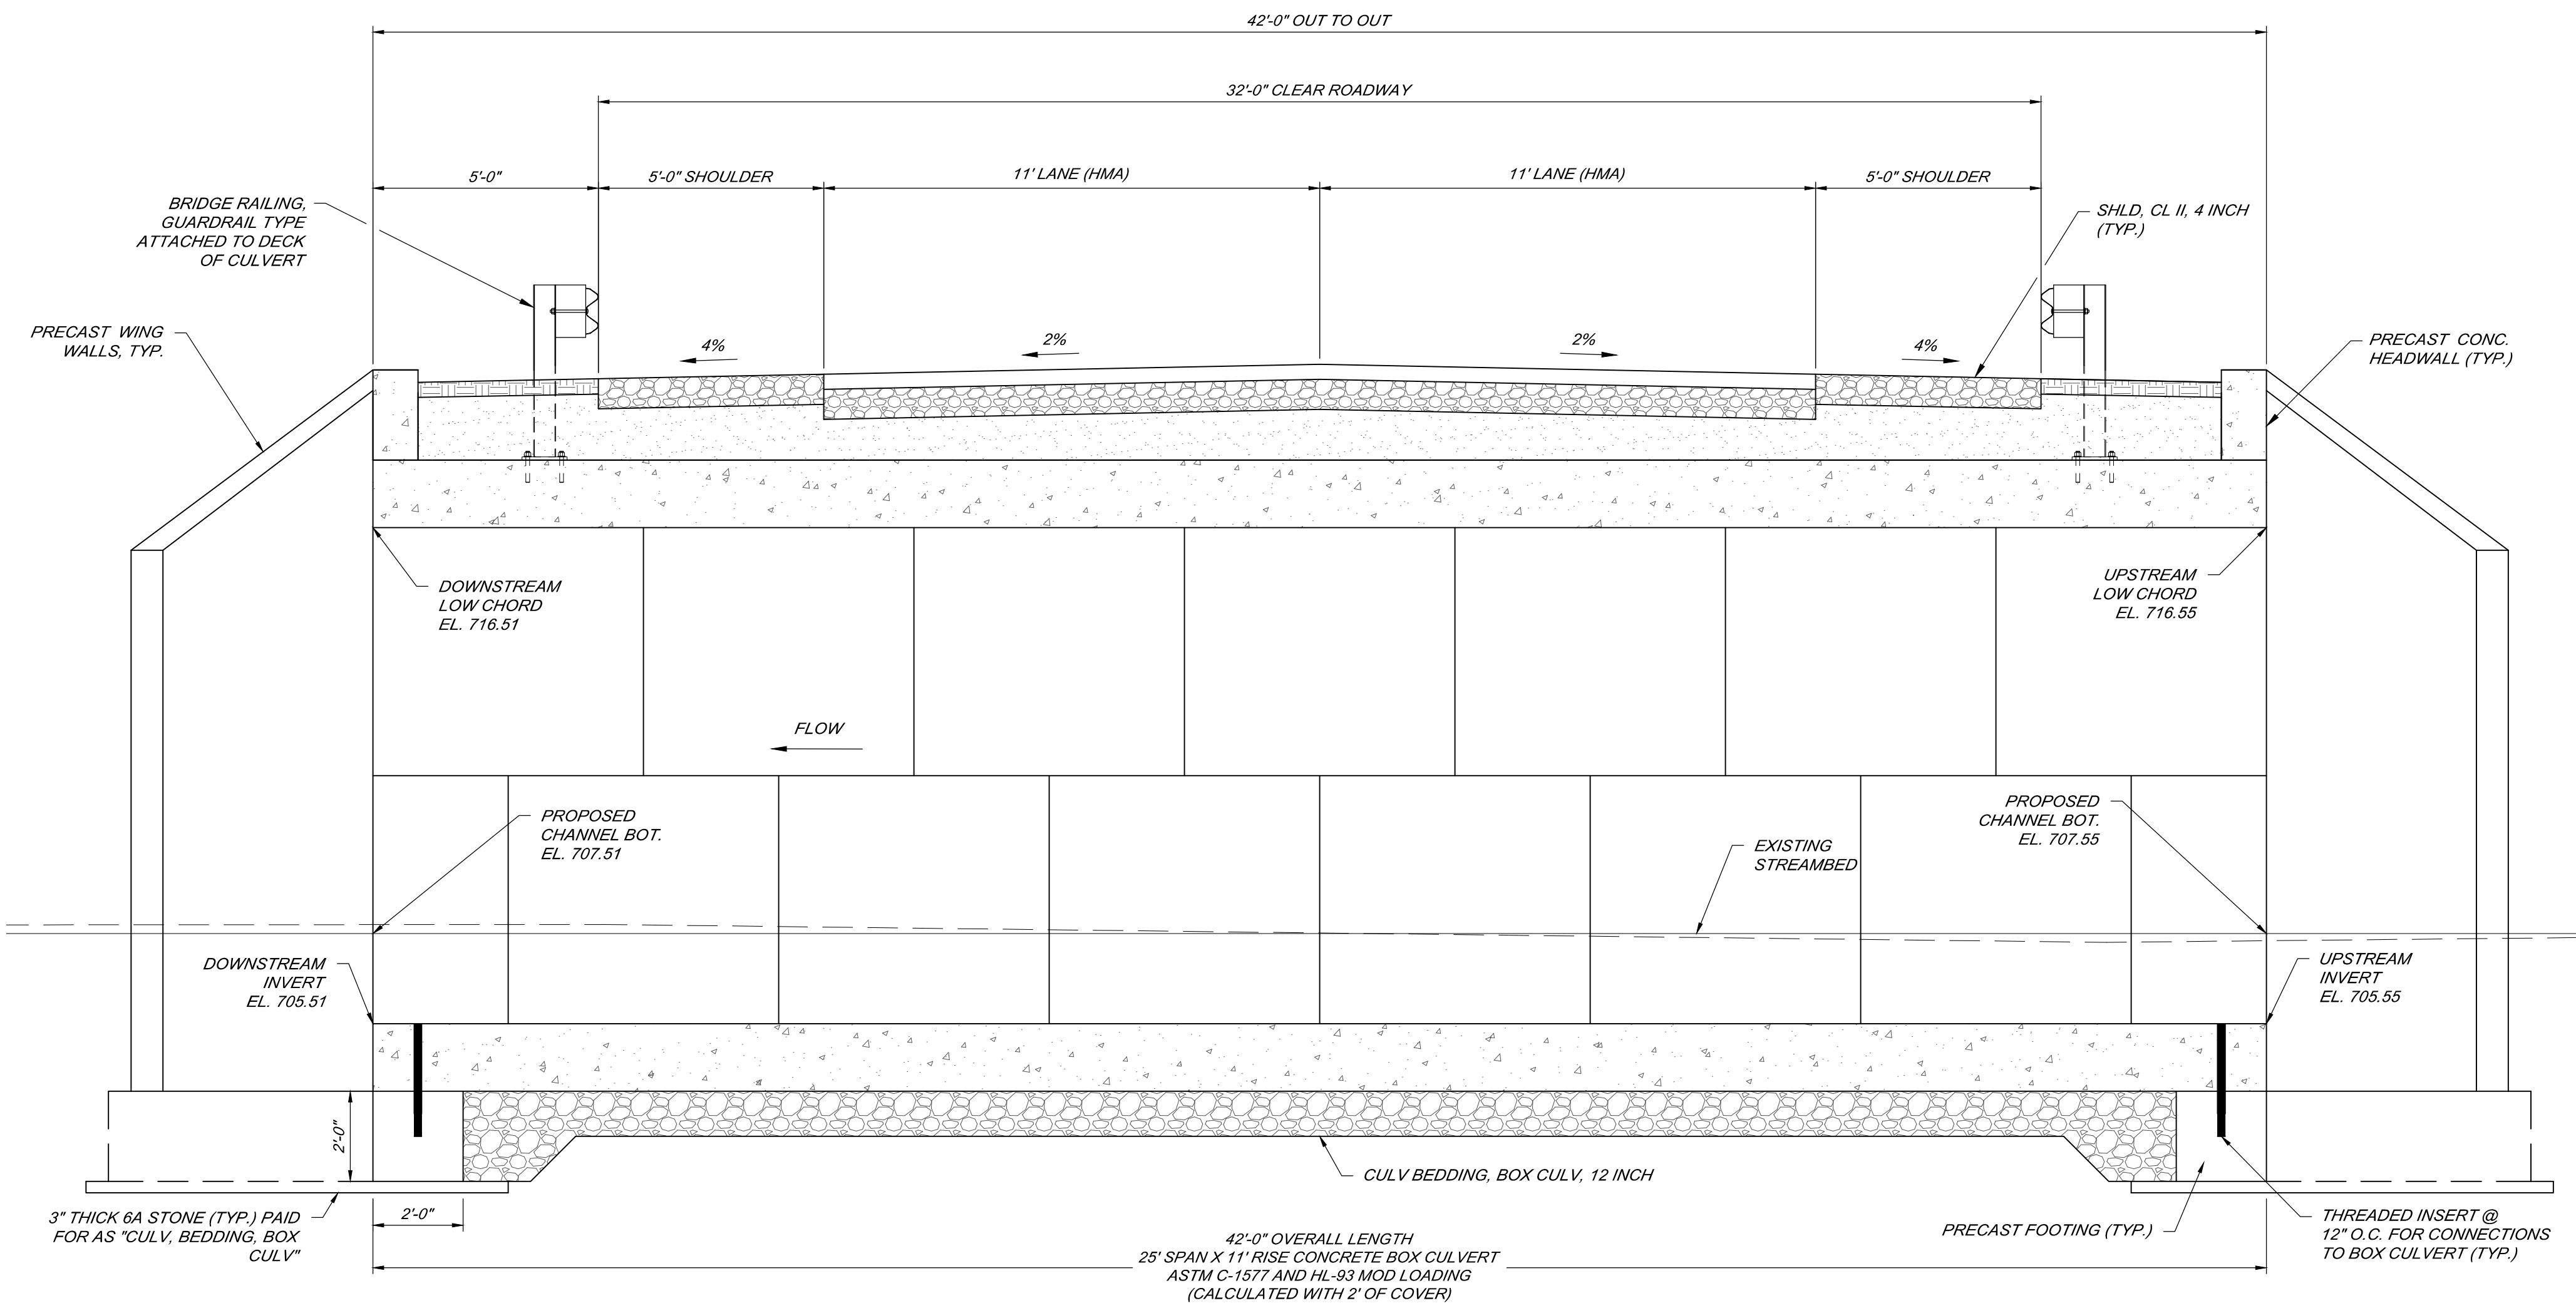 42'-0" OUT TO OUT
32'-0" CLEAR ROADWAY
5'-0"
5'-0" SHOULDER
11' LANE (HMA)
11' LANE (HMA)
5'-0" SHOULDER
BRIDGE RAILING,
GUARDRAIL TYPE
ATTACHED TO DECK
OF CULVERT
SHLD, CL II, 4 INCH
(TYP.)
PRECAST WING
WALLS, TYP.
4%
2%
2%
4%
PRECAST CONC.
HEADWALL (TYP.)
DOWNSTREAM
LOW CHORD
EL. 716.51
UPSTREAM
LOW CHORD
EL. 716.55
FLOW
PROPOSED
CHANNEL BOT.
EL. 707.51
EXISTING
STREAMBED
PROPOSED
CHANNEL BOT.
EL. 707.55
DOWNSTREAM
INVERT
EL. 705.51
UPSTREAM
INVERT
EL. 705.55
2'-0"
CULV BEDDING, BOX CULV, 12 INCH
3" THICK 6A STONE (TYP.) PAID
FOR AS "CULV, BEDDING, BOX
CULV"
2'-0"
42'-0" OVERALL LENGTH
25' SPAN X 11' RISE CONCRETE BOX CULVERT
ASTM C-1577 AND HL-93 MOD LOADING
(CALCULATED WITH 2' OF COVER)
PRECAST FOOTING (TYP.)
THREADED INSERT @
12" O.C. FOR CONNECTIONS
TO BOX CULVERT (TYP.)